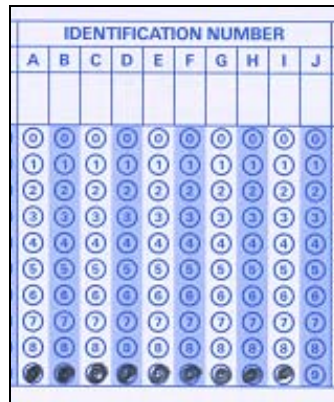 IDENTIFICATION NUMBER
A B C D E F G H I J
0 0 0 0 0 0 0 0 0 0
1 1 1 1 1 1 1 1 1 1
2 2 2 2 2 2 2 2 2 2
3 3 3 3 3 3 3 3 3 3
4 4 4 4 4 4 4 4 4 4
5 5 5 5 5 5 5 5 5 5
6 6 6 6 6 6 6 6 6 6
7 7 7 7 7 7 7 7 7 7
8 8 8 8 8 8 8 8 8 8
9